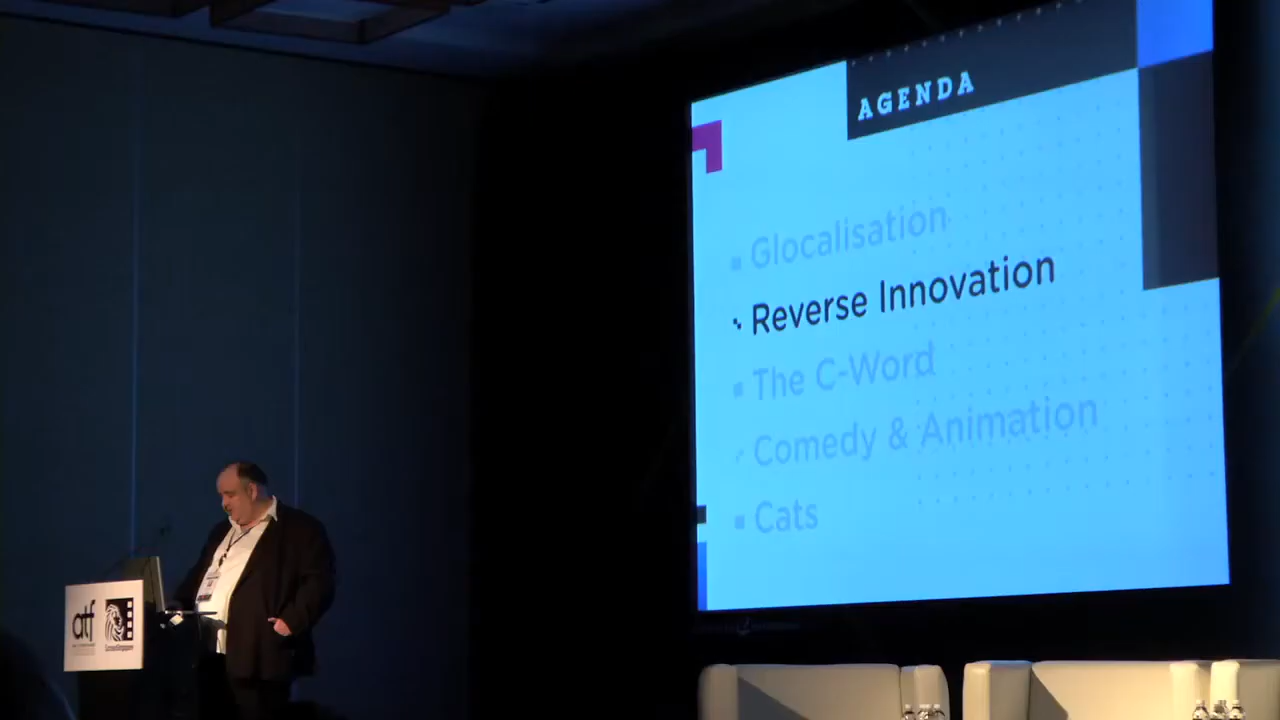 AGENDA
Glocalisation
Reverse Innovation
The C-Word
Comedy & Animation
Cats
atf